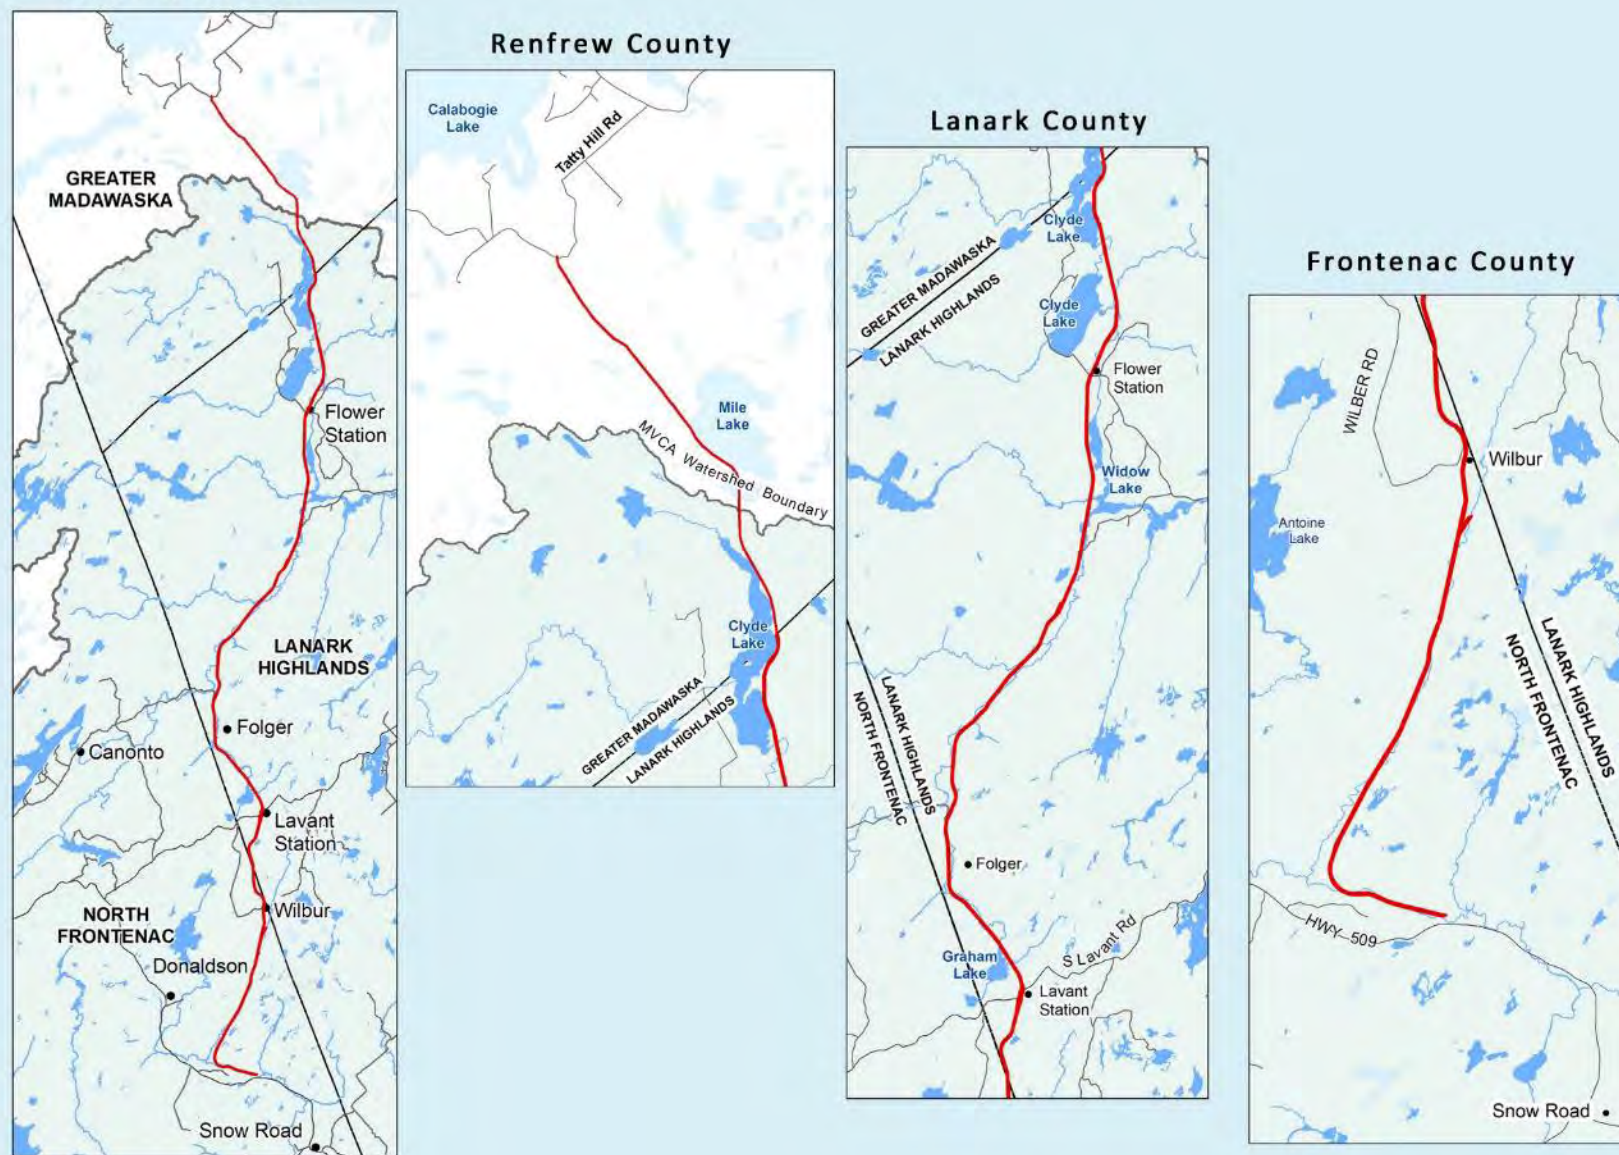 GREATER
MADAWASKA
Flower
Station
LANARK
HIGHLANDS
Folger
Canonto
Lavant
Station
Wilbur
NORTH
FRONTENAC
Donaldson
Snow Road
Renfrew County
Calabogie
Lake
Tatty Hill Rd
Mile
Lake
MVCA Watershed Boundary
Clyde
Lake
GREATER MADAWASKA
LANARK HIGHLANDS
Lanark County
Clyde
Lake
GREATER MADAWASKA
LANARK HIGHLANDS
Clyde
Lake
Flower
Station
Widow
Lake
LANARK HIGHLANDS
NORTH FRONTENAC
Folger
Graham
Lake
S Lavant Rd
Lavant
Station
Frontenac County
WILBER RD
Wilbur
Antoine
Lake
LANARK HIGHLANDS
NORTH FRONTENAC
HWY 509
Snow Road